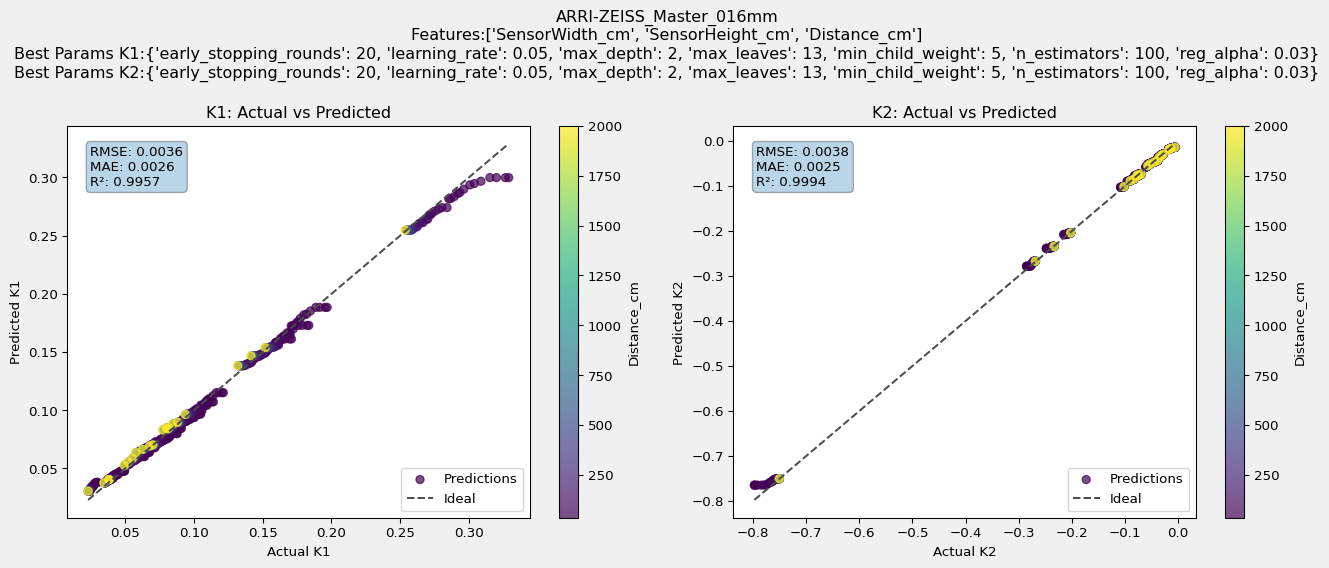 ARRI-ZEISS_Master_016mm
Features:['SensorWidth_cm', 'SensorHeight_cm', 'Distance_cm']
Best Params K1:{'early_stopping_rounds': 20, 'learning_rate': 0.05, 'max_depth': 2, 'max_leaves': 13, 'min_child_weight': 5, 'n_estimators': 100, 'reg_alpha': 0.03}
Best Params K2:{'early_stopping_rounds': 20, 'learning_rate': 0.05, 'max_depth': 2, 'max_leaves': 13, 'min_child_weight': 5, 'n_estimators': 100, 'reg_alpha': 0.03}
K1: Actual vs Predicted
RMSE: 0.0036
MAE: 0.0026
R²: 0.9957
Predicted K1
0.30
0.25
0.20
0.15
0.10
0.05
Predictions
Ideal
0.05
0.10
0.15
0.20
0.25
0.30
Actual K1
2000
1750
1500
1250
1000
750
500
250
Distance_cm
K2: Actual vs Predicted
RMSE: 0.0038
MAE: 0.0025
R²: 0.9994
Predicted K2
0.0
−0.1
−0.2
−0.3
−0.4
−0.5
−0.6
−0.7
−0.8
Predictions
Ideal
−0.8
−0.7
−0.6
−0.5
−0.4
−0.3
−0.2
−0.1
0.0
Actual K2
2000
1750
1500
1250
1000
750
500
250
Distance_cm